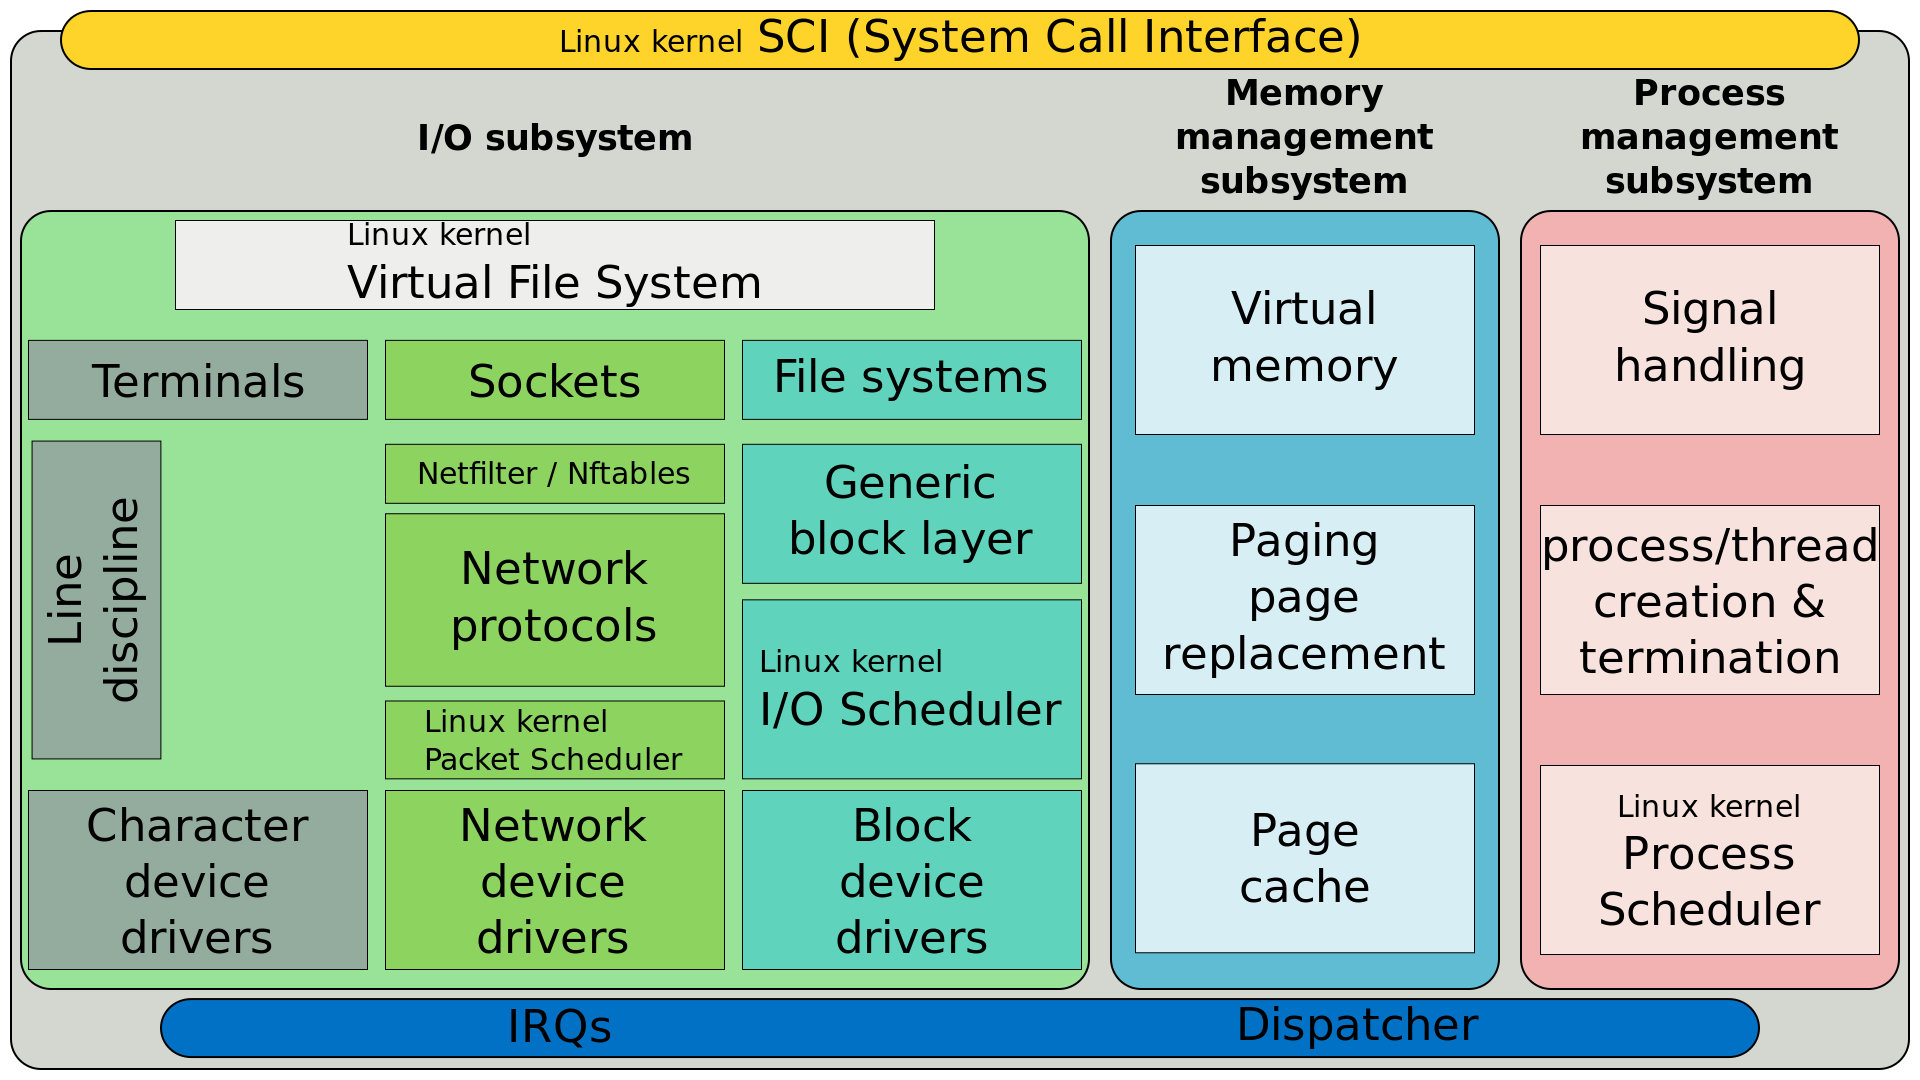 Linux kernel SCI (System Call Interface)
I/O subsystem
Memory
management
subsystem
Process
management
subsystem
Linux kernel
Virtual File System
Terminals
Sockets
File systems
Line
discipline
Netfilter / Nftables
Network
protocols
Linux kernel
Packet Scheduler
Generic
block layer
Linux kernel
I/O Scheduler
Character
device
drivers
Network
device
drivers
Block
device
drivers
Virtual
memory
Paging
page
replacement
Page
cache
Signal
handling
process/thread
creation &
termination
Linux kernel
Process
Scheduler
IRQs
Dispatcher